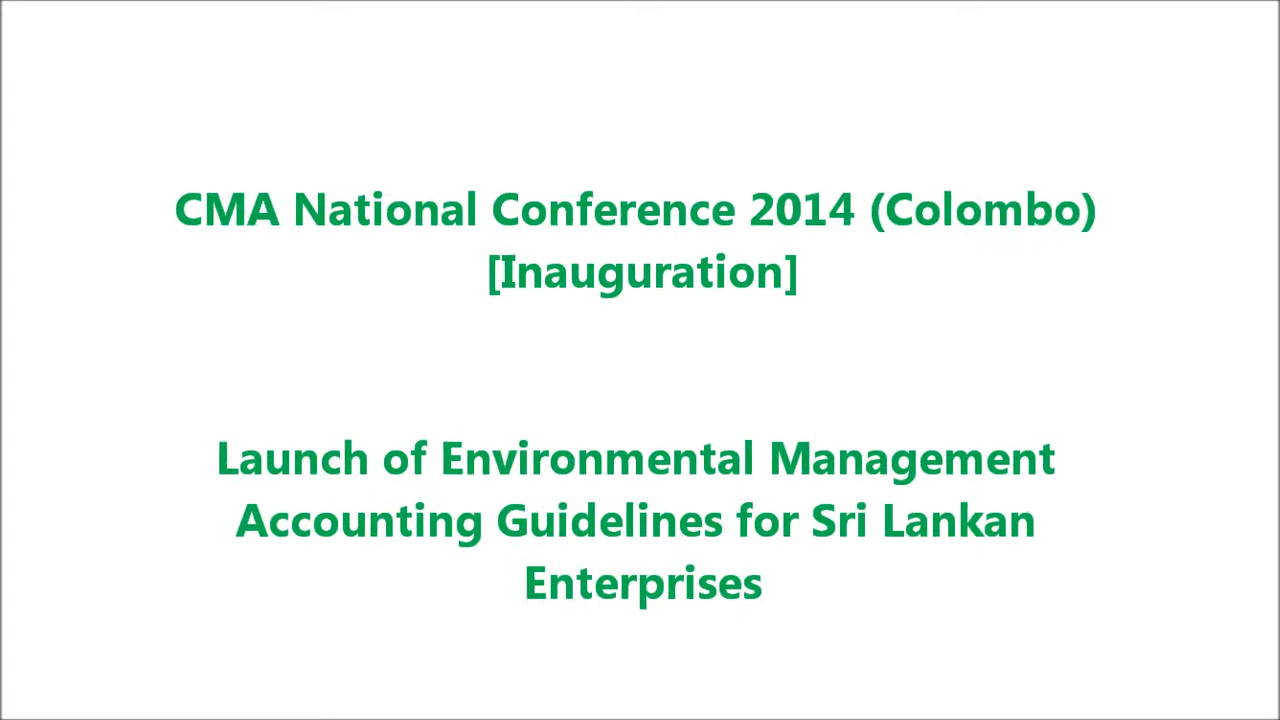 CMA National Conference 2014 (Colombo)
[Inauguration]
Launch of Environmental Management
Accounting Guidelines for Sri Lankan
Enterprises